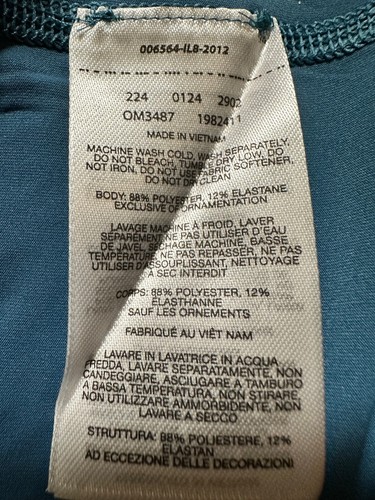 006564-ILB-2012
224 0124 2902
OM3487 1982411
MADE IN VIETNAM
MACHINE WASH COLD, WASH SEPARATELY,
DO NOT BLEACH, TUMBLE DRY LOW, DO
NOT IRON, DO NOT USE FABRIC SOFTENER,
DO NOT DRY CLEAN
BODY: 88% POLYESTER, 12% ELASTANE
EXCLUSIVE OF ORNAMENTATION
LAVAGE MACHINE À FROID, LAVER
SÉPARÉMENT, NE PAS UTILISER D'EAU
DE JAVEL, SÉCHAGE MACHINE, BASSE
TEMPÉRATURE, NE PAS REPASSER, NE PAS
UTILISER D'ASSOUPLISSANT, NETTOYAGE
A SEC INTERDIT
CORPS: 88% POLYESTER, 12%
ÉLASTHANNE
SAUF LES ORNEMENTS
FABRIQUÉ AU VIÊT NAM
LAVARE IN LAVATRICE IN ACQUA
FREDDA, LAVARE SEPARATAMENTE, NON
CANDEGGIARE, ASCIUGARE A TAMBURO
A BASSA TEMPERATURA, NON STIRARE,
NON UTILIZZARE AMMORBIDENTE, NON
LAVARE A SECCO
STRUTTURA: 88% POLIESTERE, 12%
ELASTAN
AD ECCEZIONE DELLE DECORAZIONI